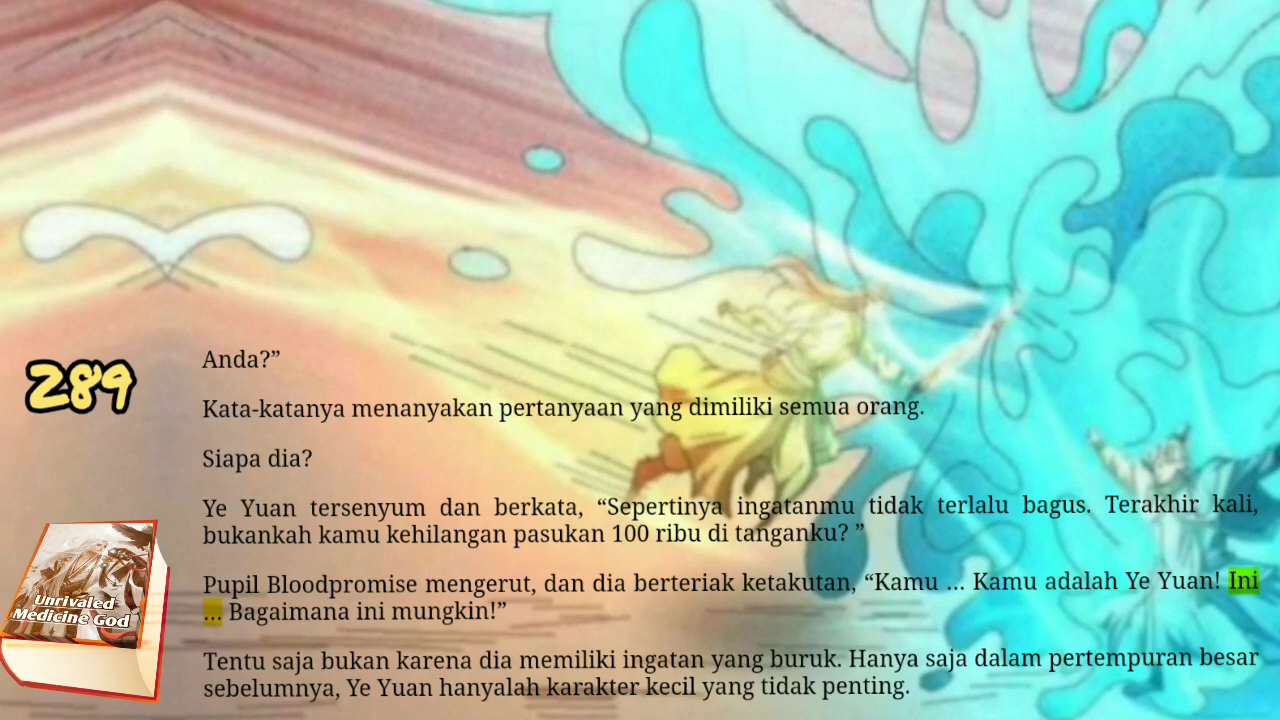 Anda?”
Kata-katanya menanyakan pertanyaan yang dimiliki semua orang.
Siapa dia?
Ye Yuan tersenyum dan berkata, “Sepertinya ingatanmu tidak terlalu bagus. Terakhir kali,
bukankah kamu kehilangan pasukan 100 ribu di tanganku? ”
Pupil Bloodpromise mengerut, dan dia berteriak ketakutan, “Kamu ... Kamu adalah Ye Yuan! Ini
... Bagaimana ini mungkin!”
Tentu saja bukan karena dia memiliki ingatan yang buruk. Hanya saja dalam pertempuran besar
sebelumnya, Ye Yuan hanyalah karakter kecil yang tidak penting.
289
Unrivaled
Medicine God